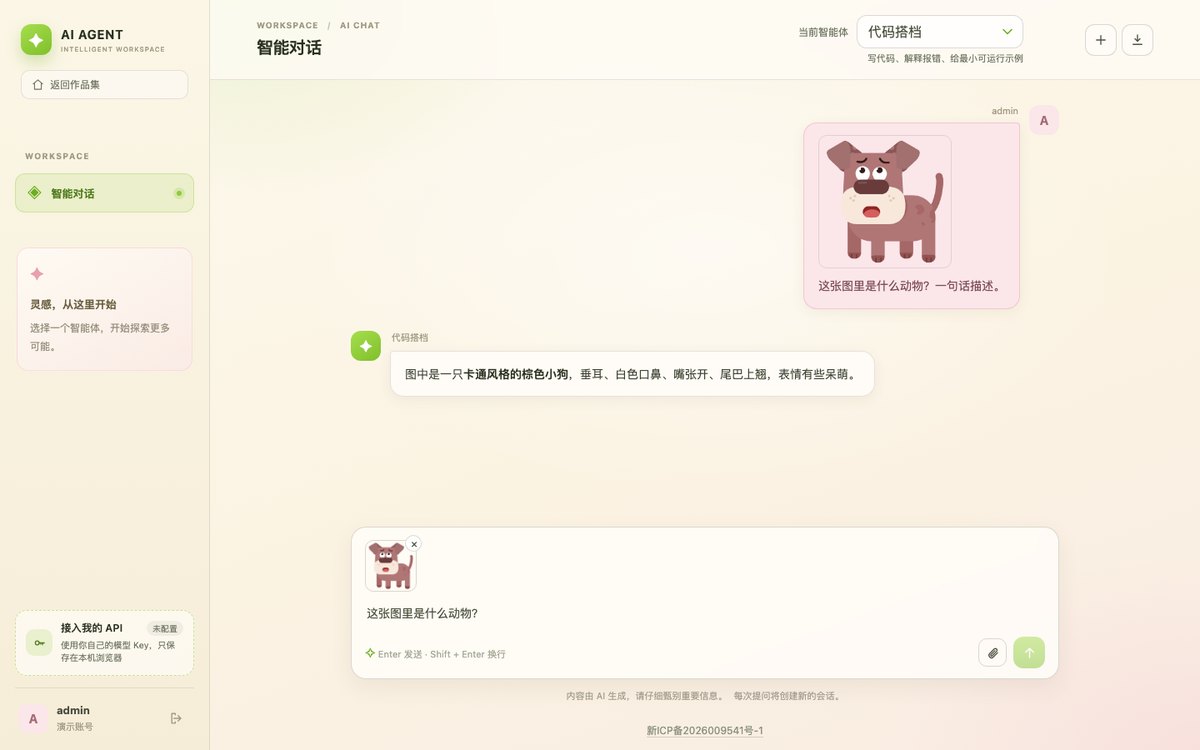 AI AGENT
INTELLIGENT WORKSPACE
返回作品集
WORKSPACE
智能对话
灵感，从这里开始
选择一个智能体，开始探索更多
可能。
接入我的 API
未配置
使用你自己的模型 Key，只保
存在本机浏览器
A
admin
演示账号
WORKSPACE / AI CHAT
智能对话
当前智能体
代码搭档
写代码、解释报错、给最小可运行示例
admin
A
这张图里是什么动物？一句话描述。
代码搭档
图中是一只卡通风格的棕色小狗，垂耳、白色口鼻、嘴张开、尾巴上翘，表情有些呆萌。
这张图里是什么动物？
Enter 发送 · Shift + Enter 换行
内容由 AI 生成，请仔细甄别重要信息。 每次提问将创建新的会话。
新ICP备2026009541号-1